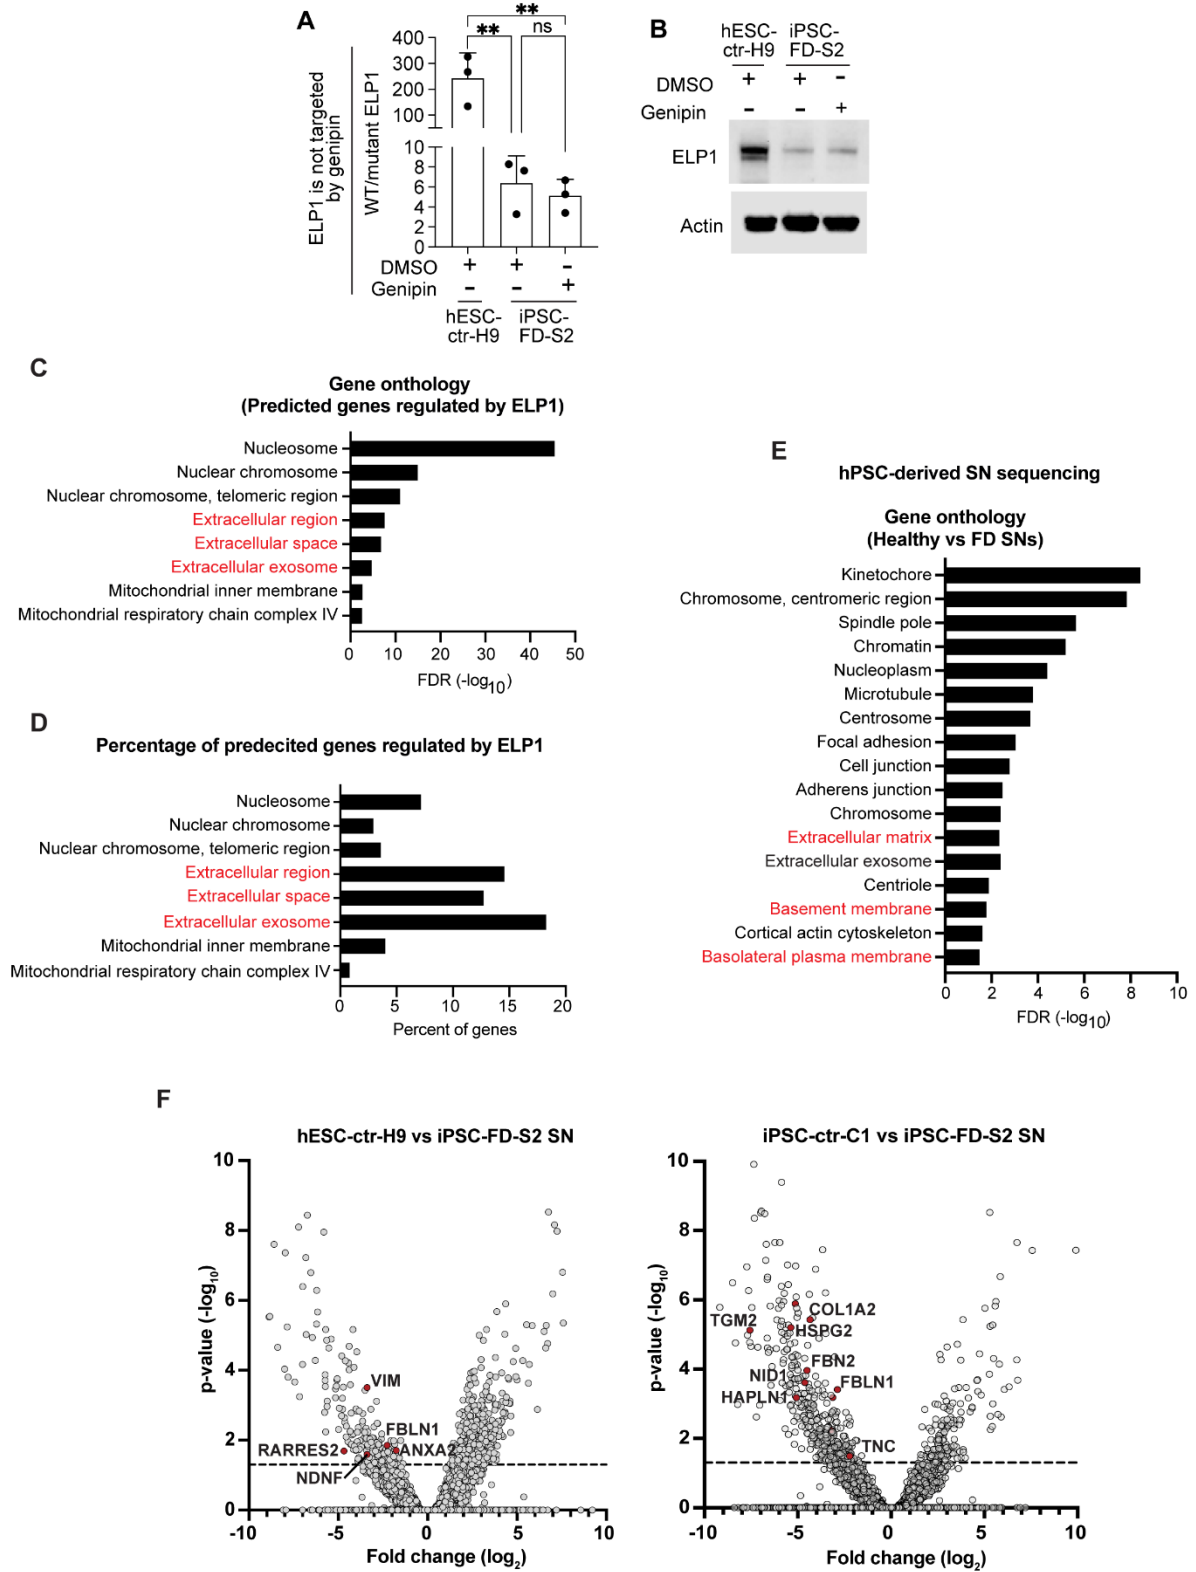 A
ELP1 is not targeted
by genipin
WT/mutant ELP1
**
**
ns
400
300
200
100
10
8
6
4
2
0
DMSO + + -
Genipin - - +
hESC-
ctr-H9
iPSC-
FD-S2
B
hESC-
ctr-H9
iPSC-
FD-S2
DMSO + + -
Genipin - - +
ELP1
Actin
C
Gene onthology
(Predicted genes regulated by ELP1)
Nucleosome
Nuclear chromosome
Nuclear chromosome, telomeric region
Extracellular region
Extracellular space
Extracellular exosome
Mitochondrial inner membrane
Mitochondrial respiratory chain complex IV
0 10 20 30 40 50
FDR (-log10)
D
Percentage of predecited genes regulated by ELP1
Nucleosome
Nuclear chromosome
Nuclear chromosome, telomeric region
Extracellular region
Extracellular space
Extracellular exosome
Mitochondrial inner membrane
Mitochondrial respiratory chain complex IV
0 5 10 15 20
Percent of genes
E
hPSC-derived SN sequencing
Gene onthology
(Healthy vs FD SNs)
Kinetochore
Chromosome, centromeric region
Spindle pole
Chromatin
Nucleoplasm
Microtubule
Centrosome
Focal adhesion
Cell junction
Adherens junction
Chromosome
Extracellular matrix
Extracellular exosome
Centriole
Basement membrane
Cortical actin cytoskeleton
Basolateral plasma membrane
0 2 4 6 8 10
FDR (-log10)
F
hESC-ctr-H9 vs iPSC-FD-S2 SN
p-value (-log10)
10
8
6
4
2
0
VIM
FBLN1
RARRES2
ANXA2
NDNF
-10 -5 0 5 10
Fold change (log2)
iPSC-ctr-C1 vs iPSC-FD-S2 SN
p-value (-log10)
10
8
6
4
2
0
COL1A2
TGM2
HSPG2
FBN2
NID1
FBLN1
HAPLN1
TNC
-10 -5 0 5 10
Fold change (log2)